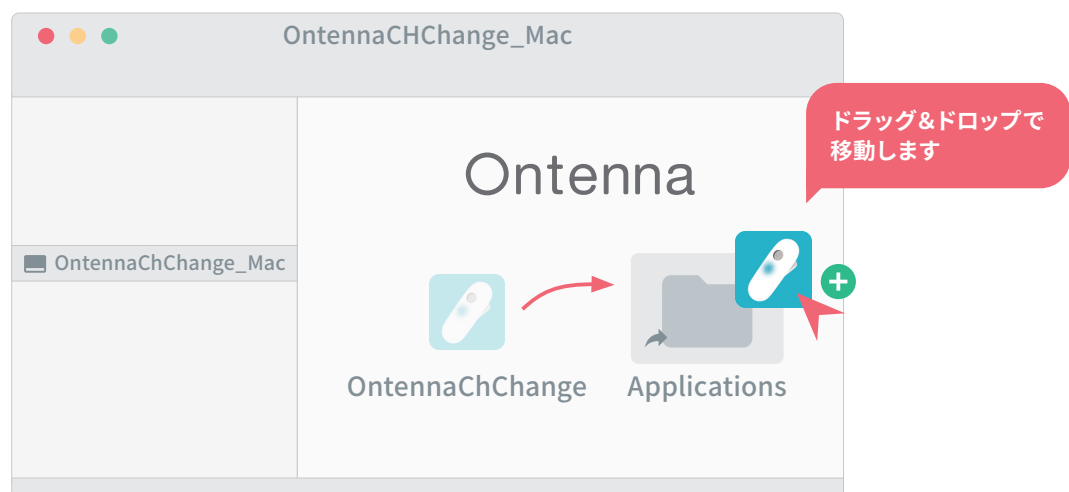 OntennaCHChange_Mac
ドラッグ&ドロップで
移動します
Ontenna
OntennaChChange_Mac
OntennaChChange
Applications